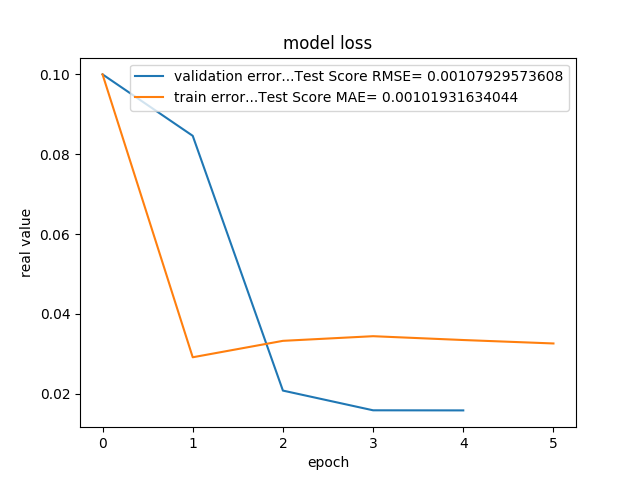 model loss
validation error...Test Score RMSE= 0.00107929573608
train error...Test Score MAE= 0.00101931634044
0.10
0.08
0.06
0.04
0.02
real value
0 1 2 3 4 5
epoch